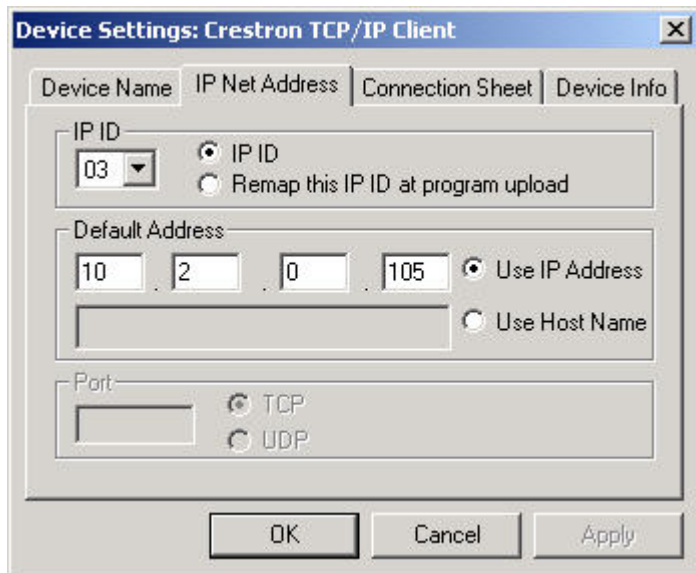 Device Settings: Crestron TCP/IP Client
Device Name IP Net Address Connection Sheet Device Info
IP ID
03 IP ID
Remap this IP ID at program upload
Default Address
10 . 2 . 0 . 105 Use IP Address
Use Host Name
Port
TCP
UDP
OK Cancel Apply